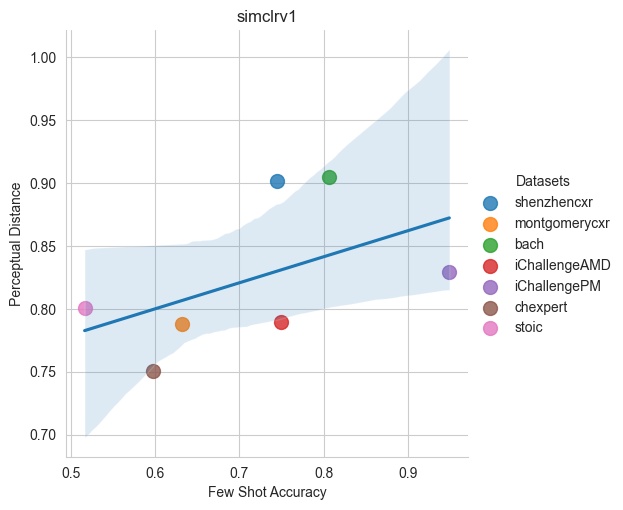 simclrv1
1.00
0.95
0.90
0.85
0.80
0.75
0.70
Perceptual Distance
0.5 0.6 0.7 0.8 0.9
Few Shot Accuracy
Datasets
shenzhencxr
montgomerycxr
bach
iChallengeAMD
iChallengePM
chexpert
stoic